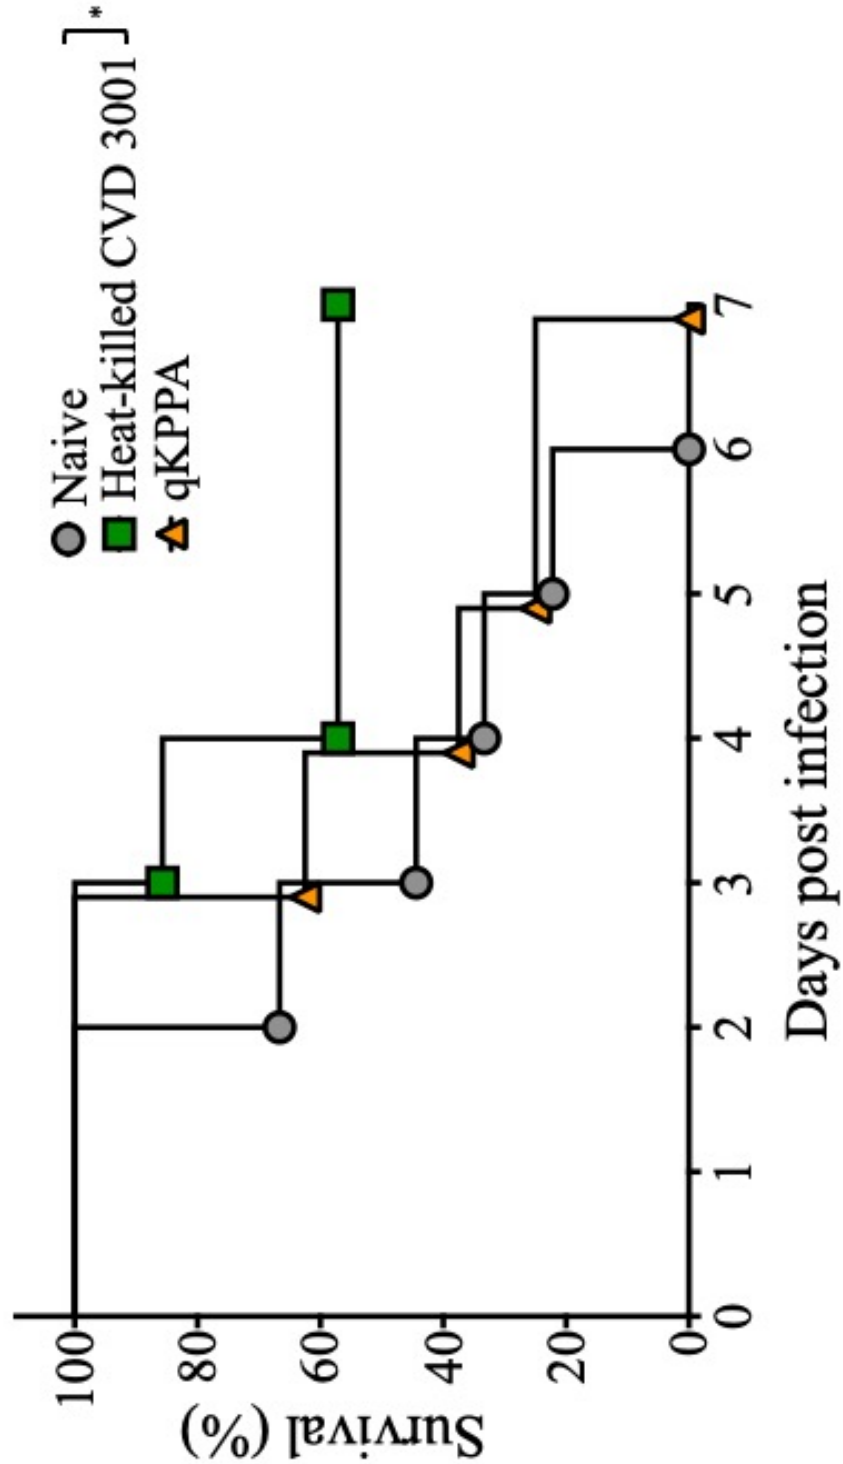 Naive
Heat-killed CVD 3001
qKPPA
*
Survival (%)
100
80
60
40
20
0
0 1 2 3 4 5 6 7
Days post infection